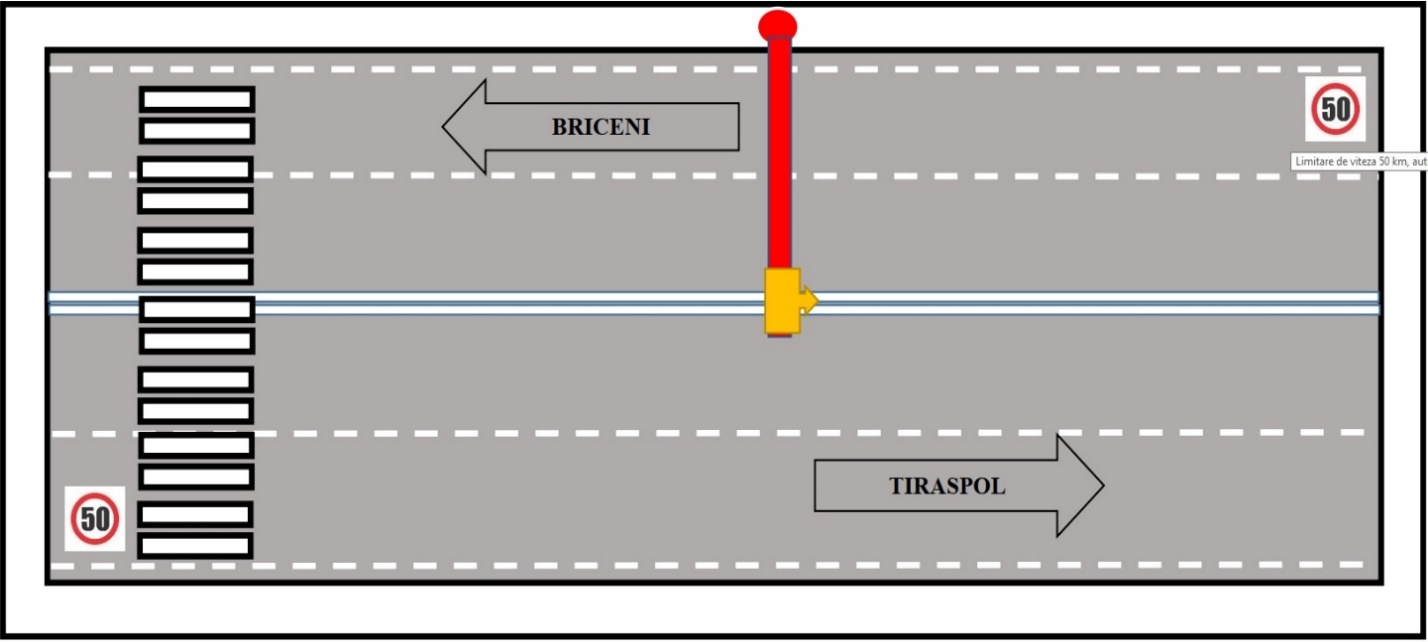 BRICENI
50
Limitare de viteza 50 km, aut
TIRASPOL
50